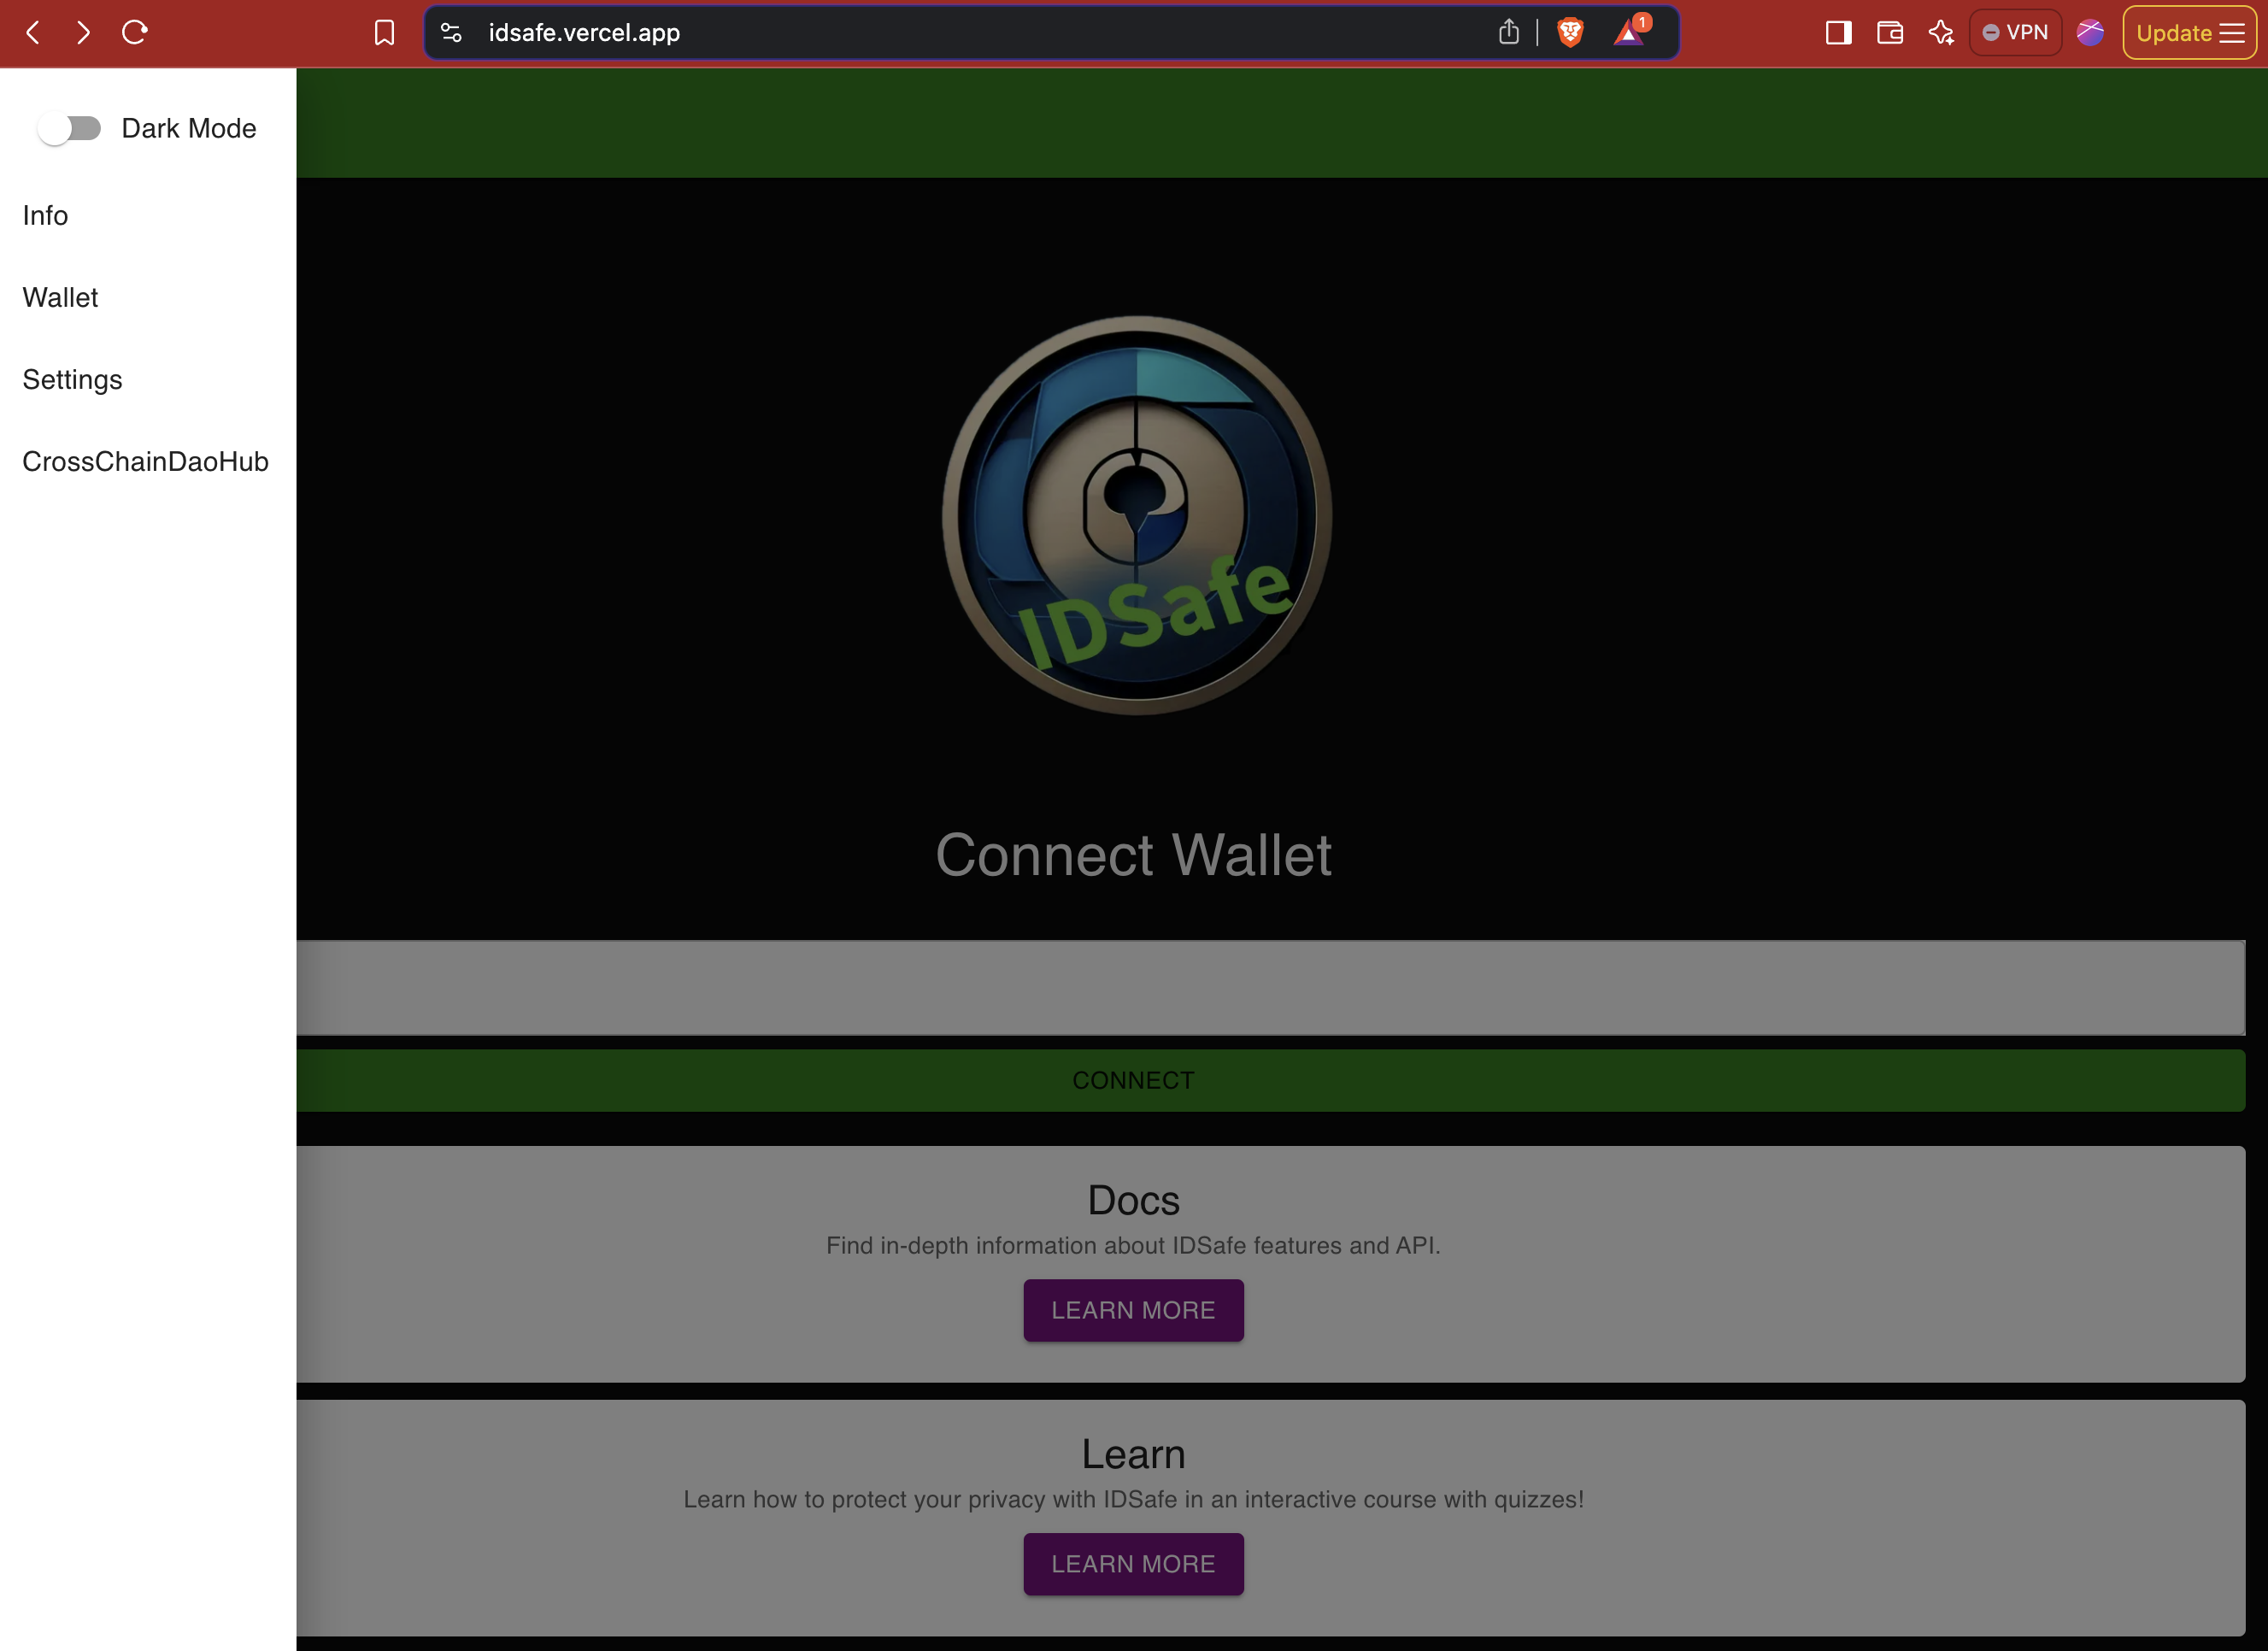 idsafe.vercel.app
1
VPN
Update
Dark Mode
Info
Wallet
Settings
CrossChainDaoHub
IDSafe
Connect Wallet
CONNECT
Docs
Find in-depth information about IDSafe features and API.
LEARN MORE
Learn
Learn how to protect your privacy with IDSafe in an interactive course with quizzes!
LEARN MORE